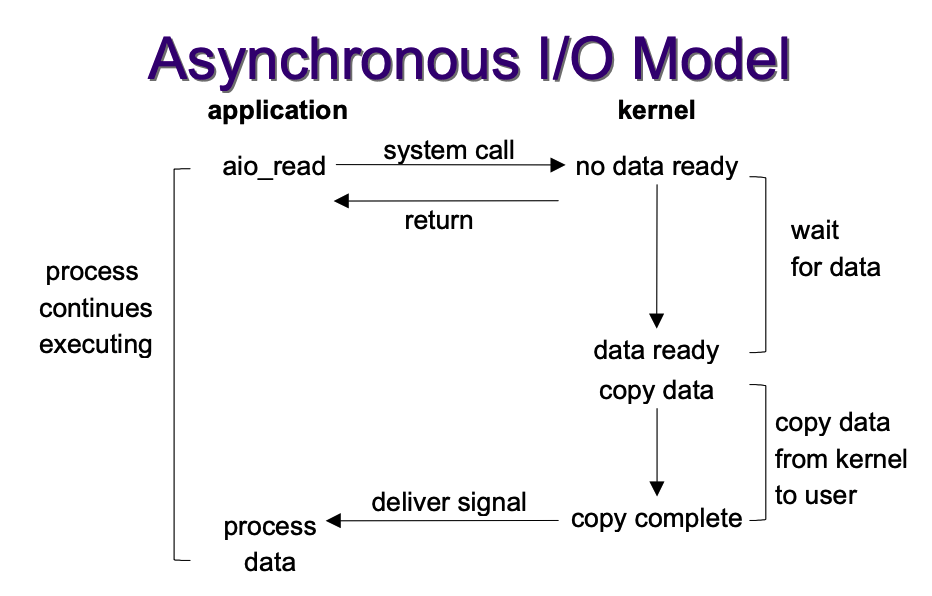 Asynchronous I/O Model
application
kernel
aio_read
system call
no data ready
return
wait
for data
process
continues
executing
data ready
copy data
copy data
from kernel
to user
deliver signal
copy complete
process
data